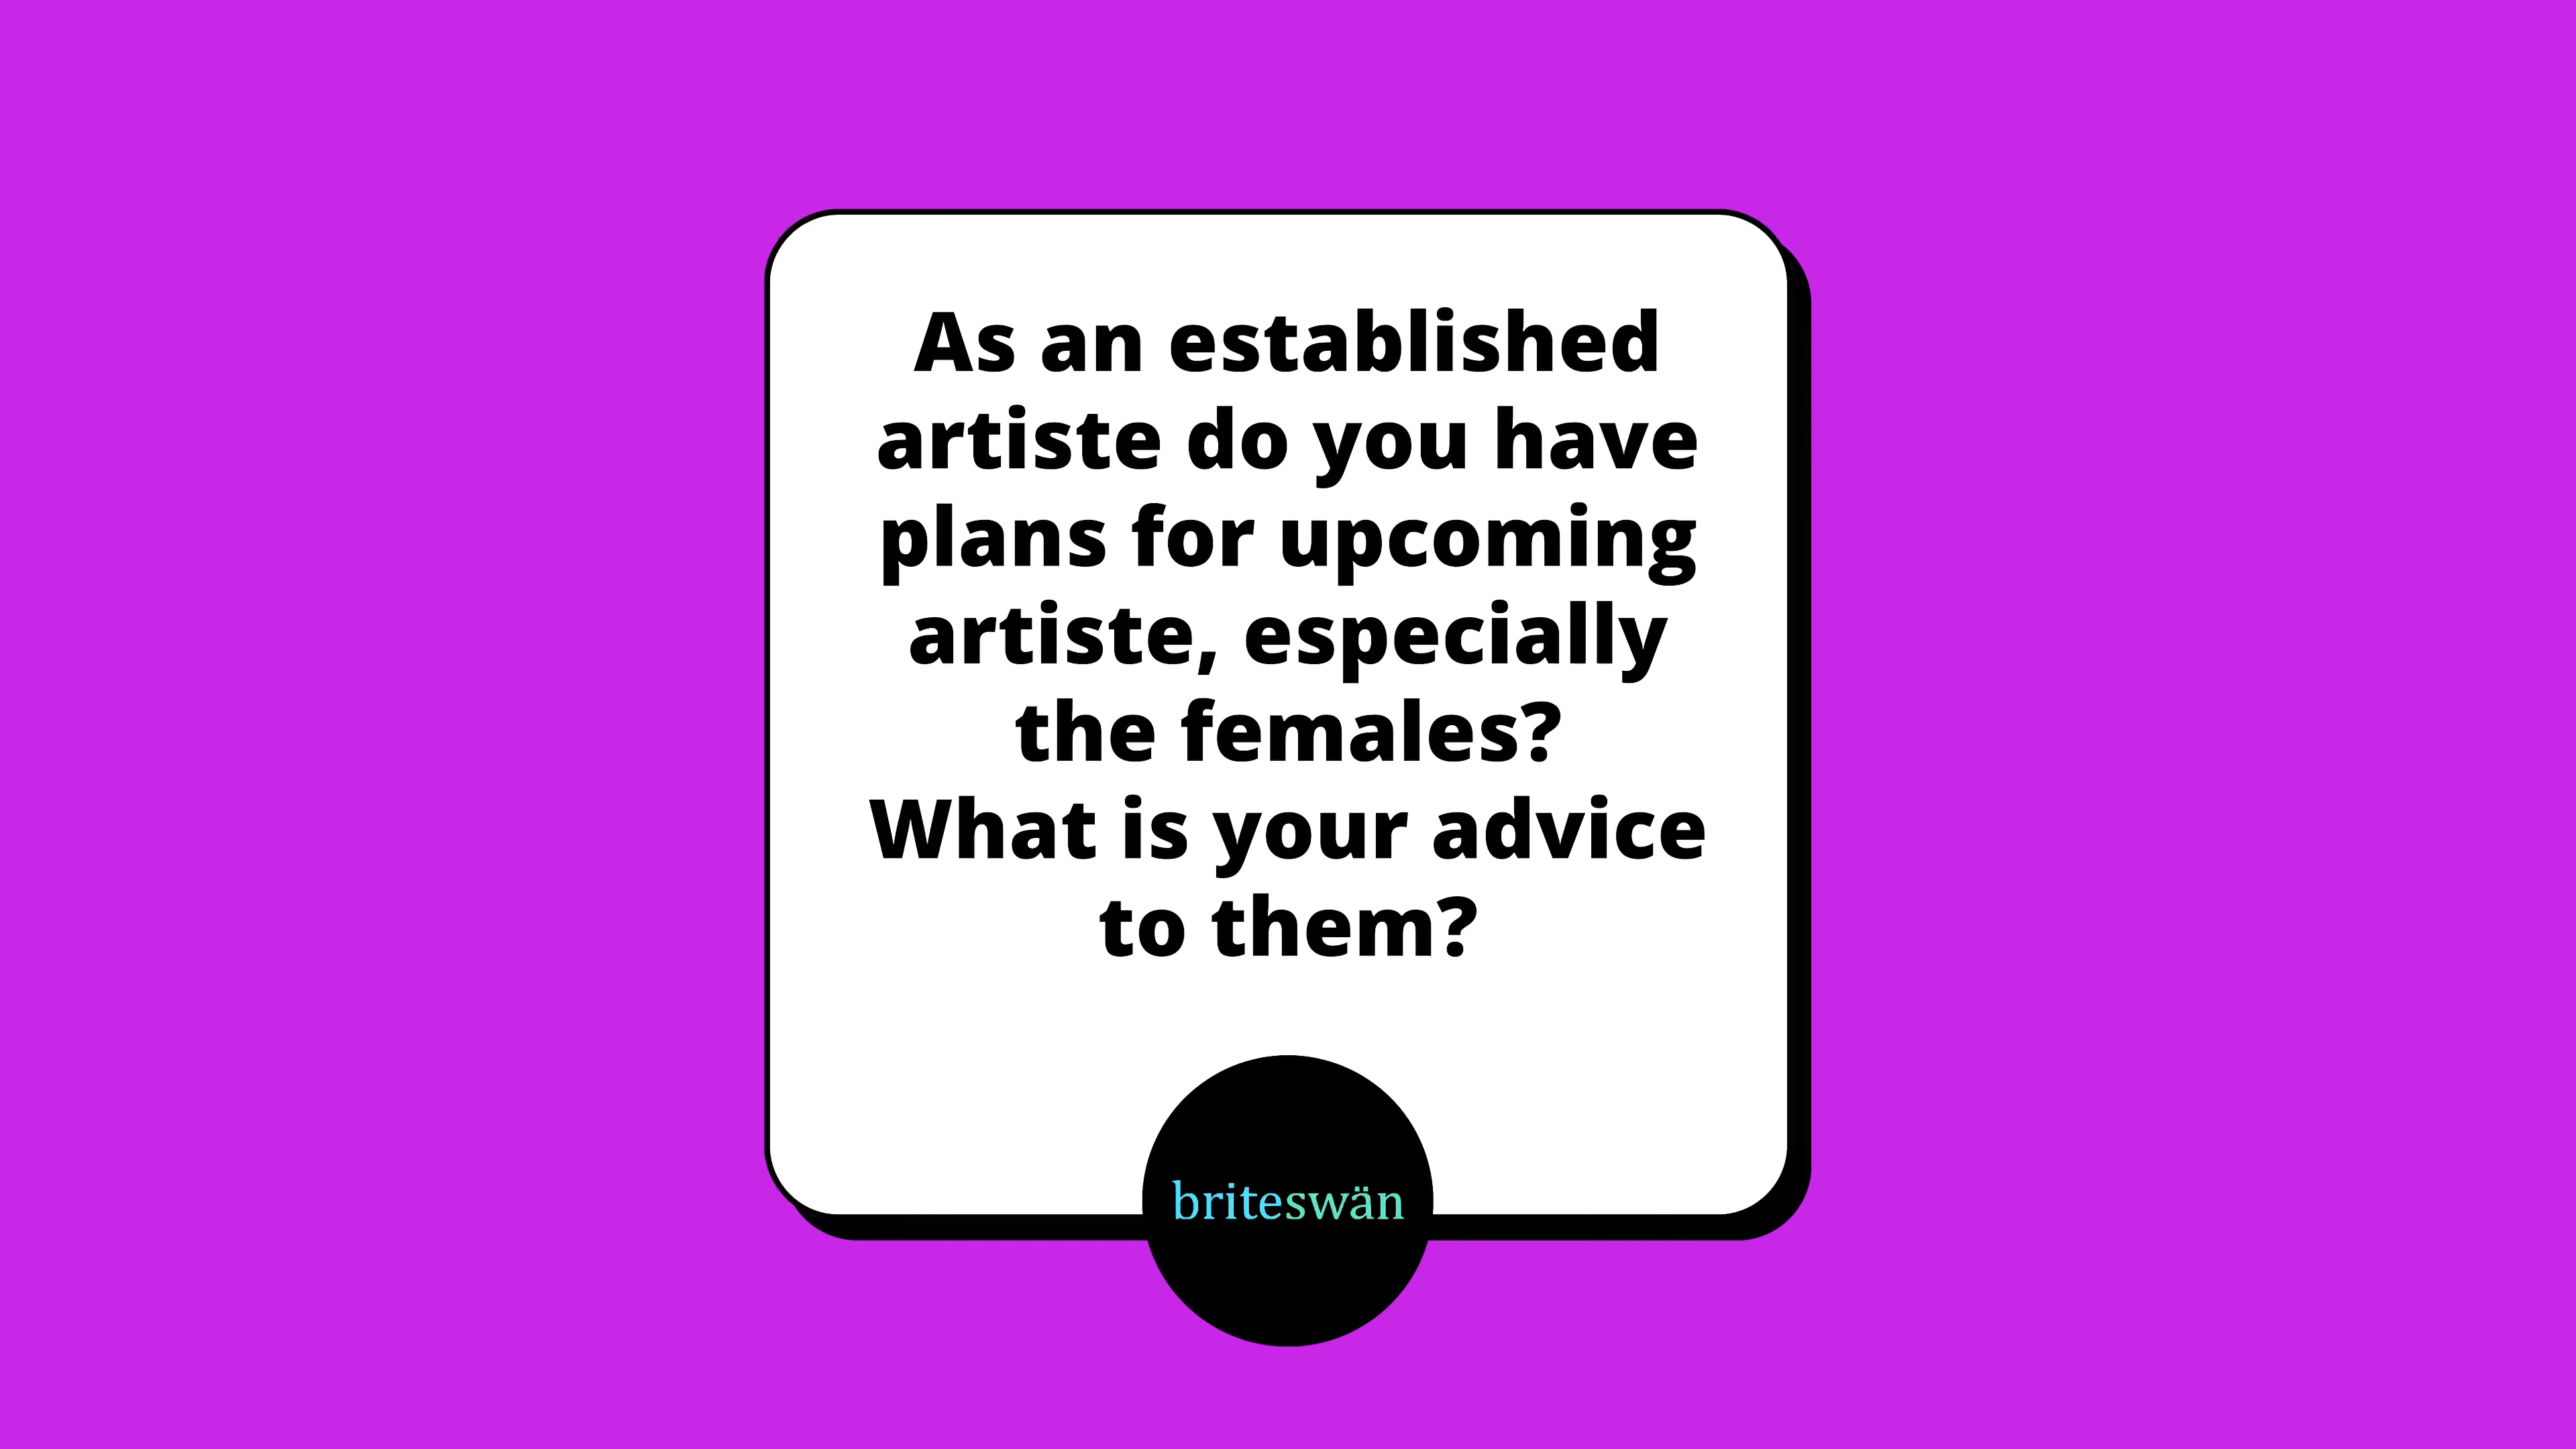 As an established
artiste do you have
plans for upcoming
artiste, especially
the females?
What is your advice
to them?
briteswän